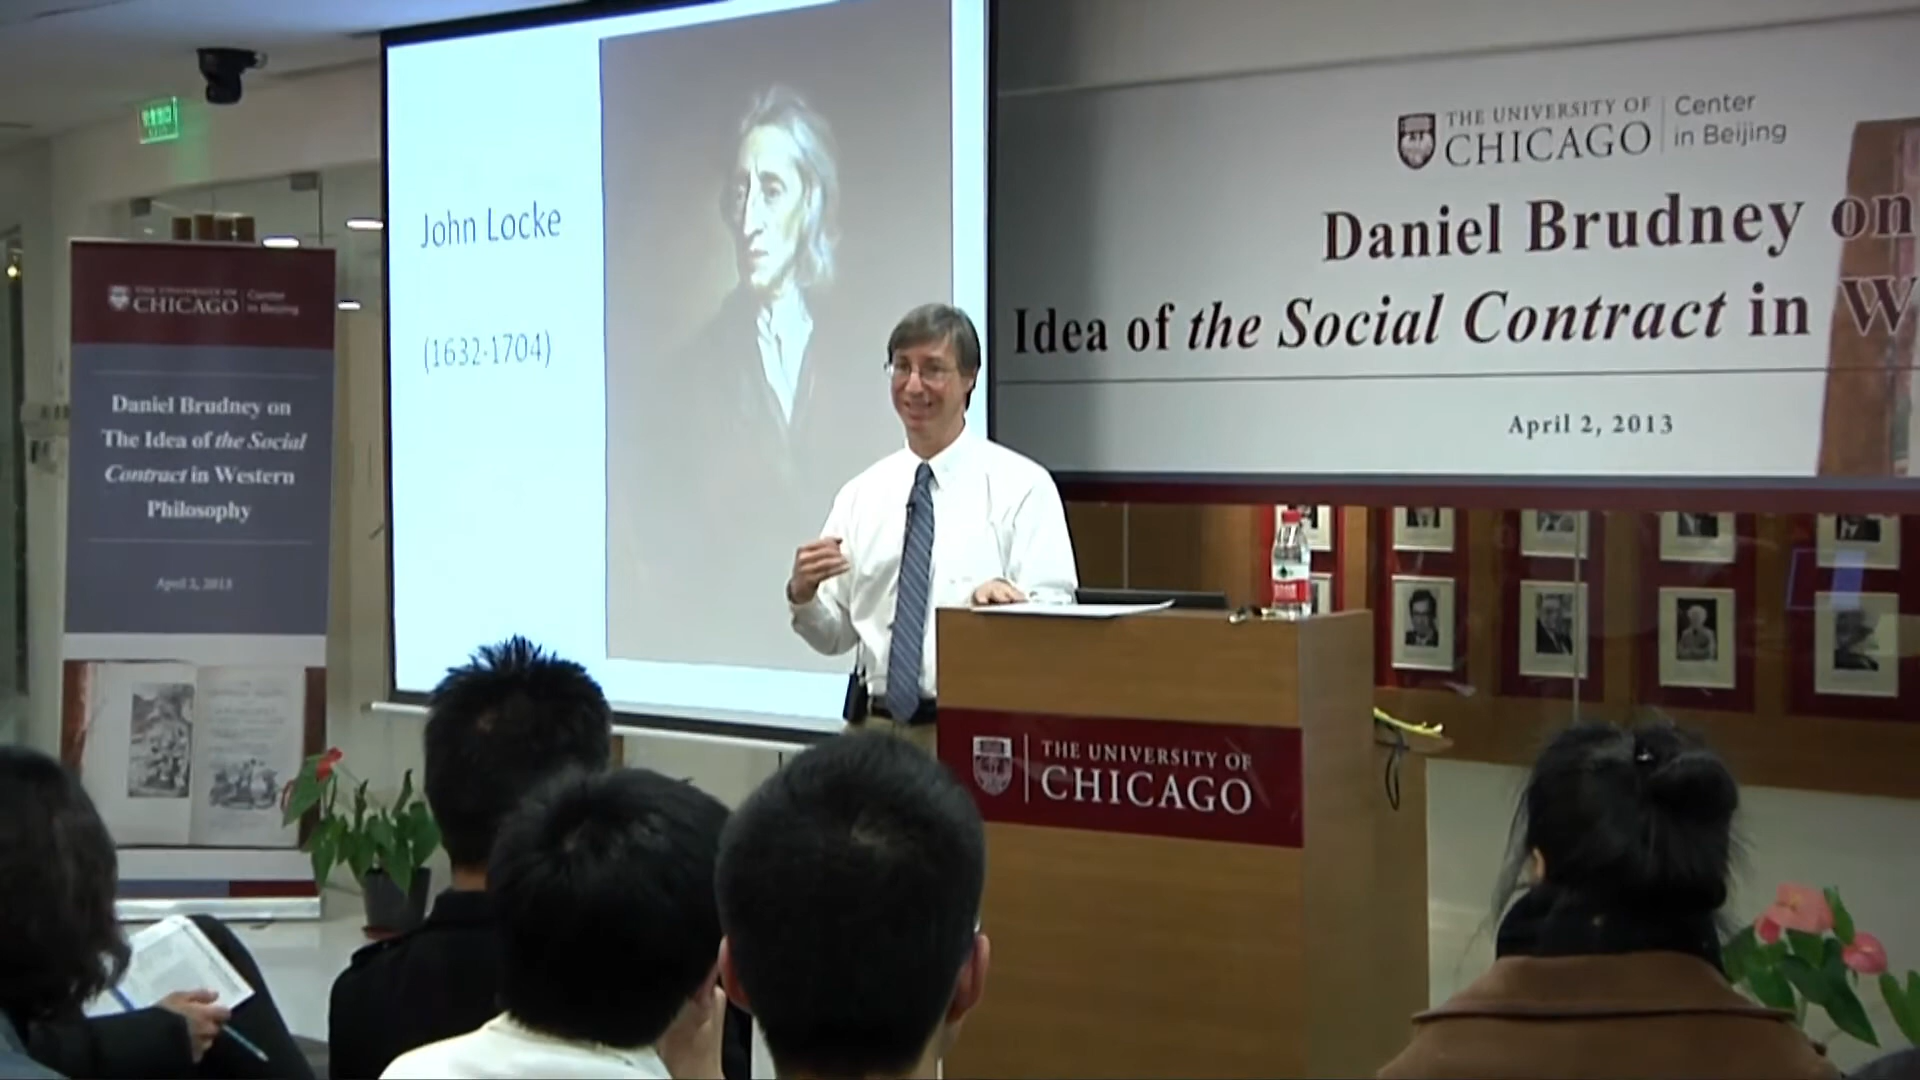 THE UNIVERSITY OF
CHICAGO
Center
in Beijing
Daniel Brudney on
The Idea of the Social
Contract in Western
Philosophy
April 2, 2013
John Locke
(1632-1704)
THE UNIVERSITY OF
CHICAGO
Center
in Beijing
Daniel Brudney on
Idea of the Social Contract in W
April 2, 2013
THE UNIVERSITY OF
CHICAGO